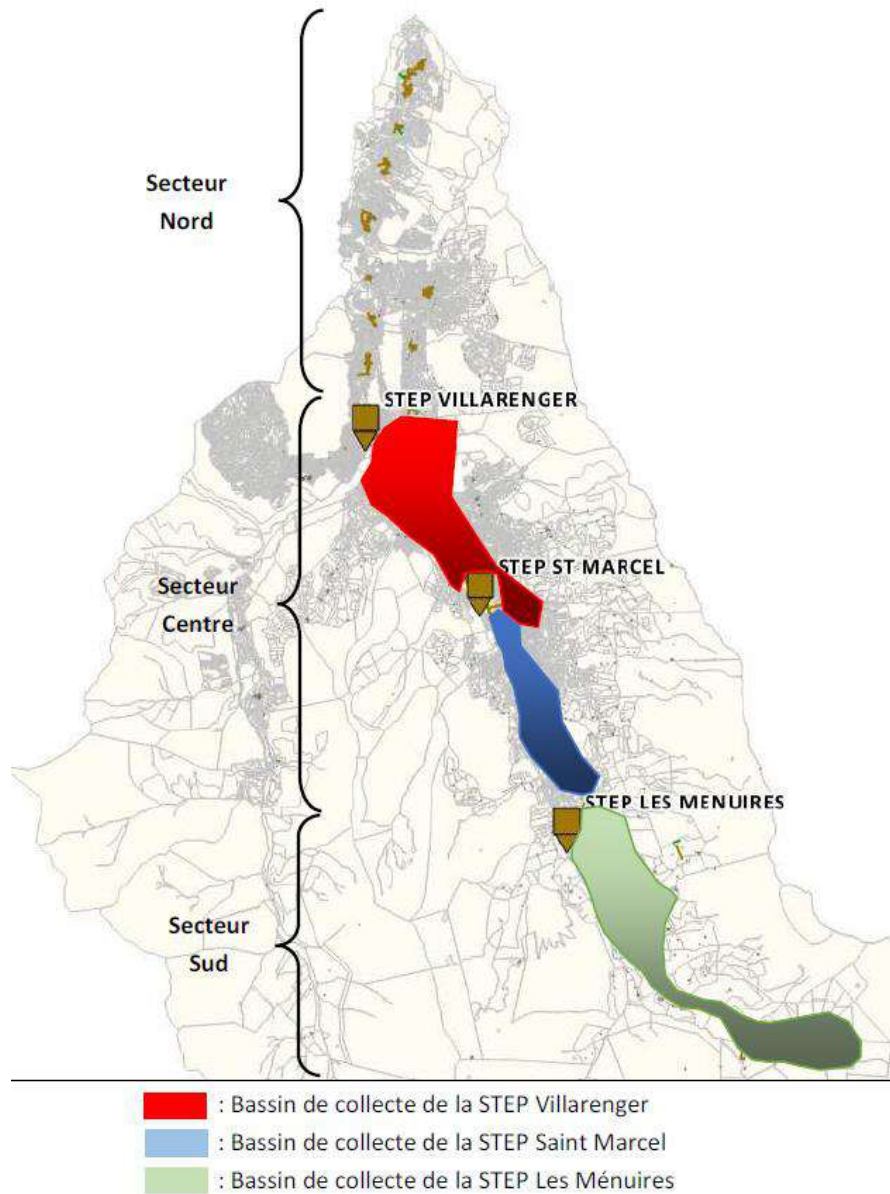 Secteur
Nord
STEP VILLARENGER
STEP ST MARCEL
Secteur
Centre
STEP LES MENUIRES
Secteur
Sud
: Bassin de collecte de la STEP Villarenger
: Bassin de collecte de la STEP Saint Marcel
: Bassin de collecte de la STEP Les Ménuires